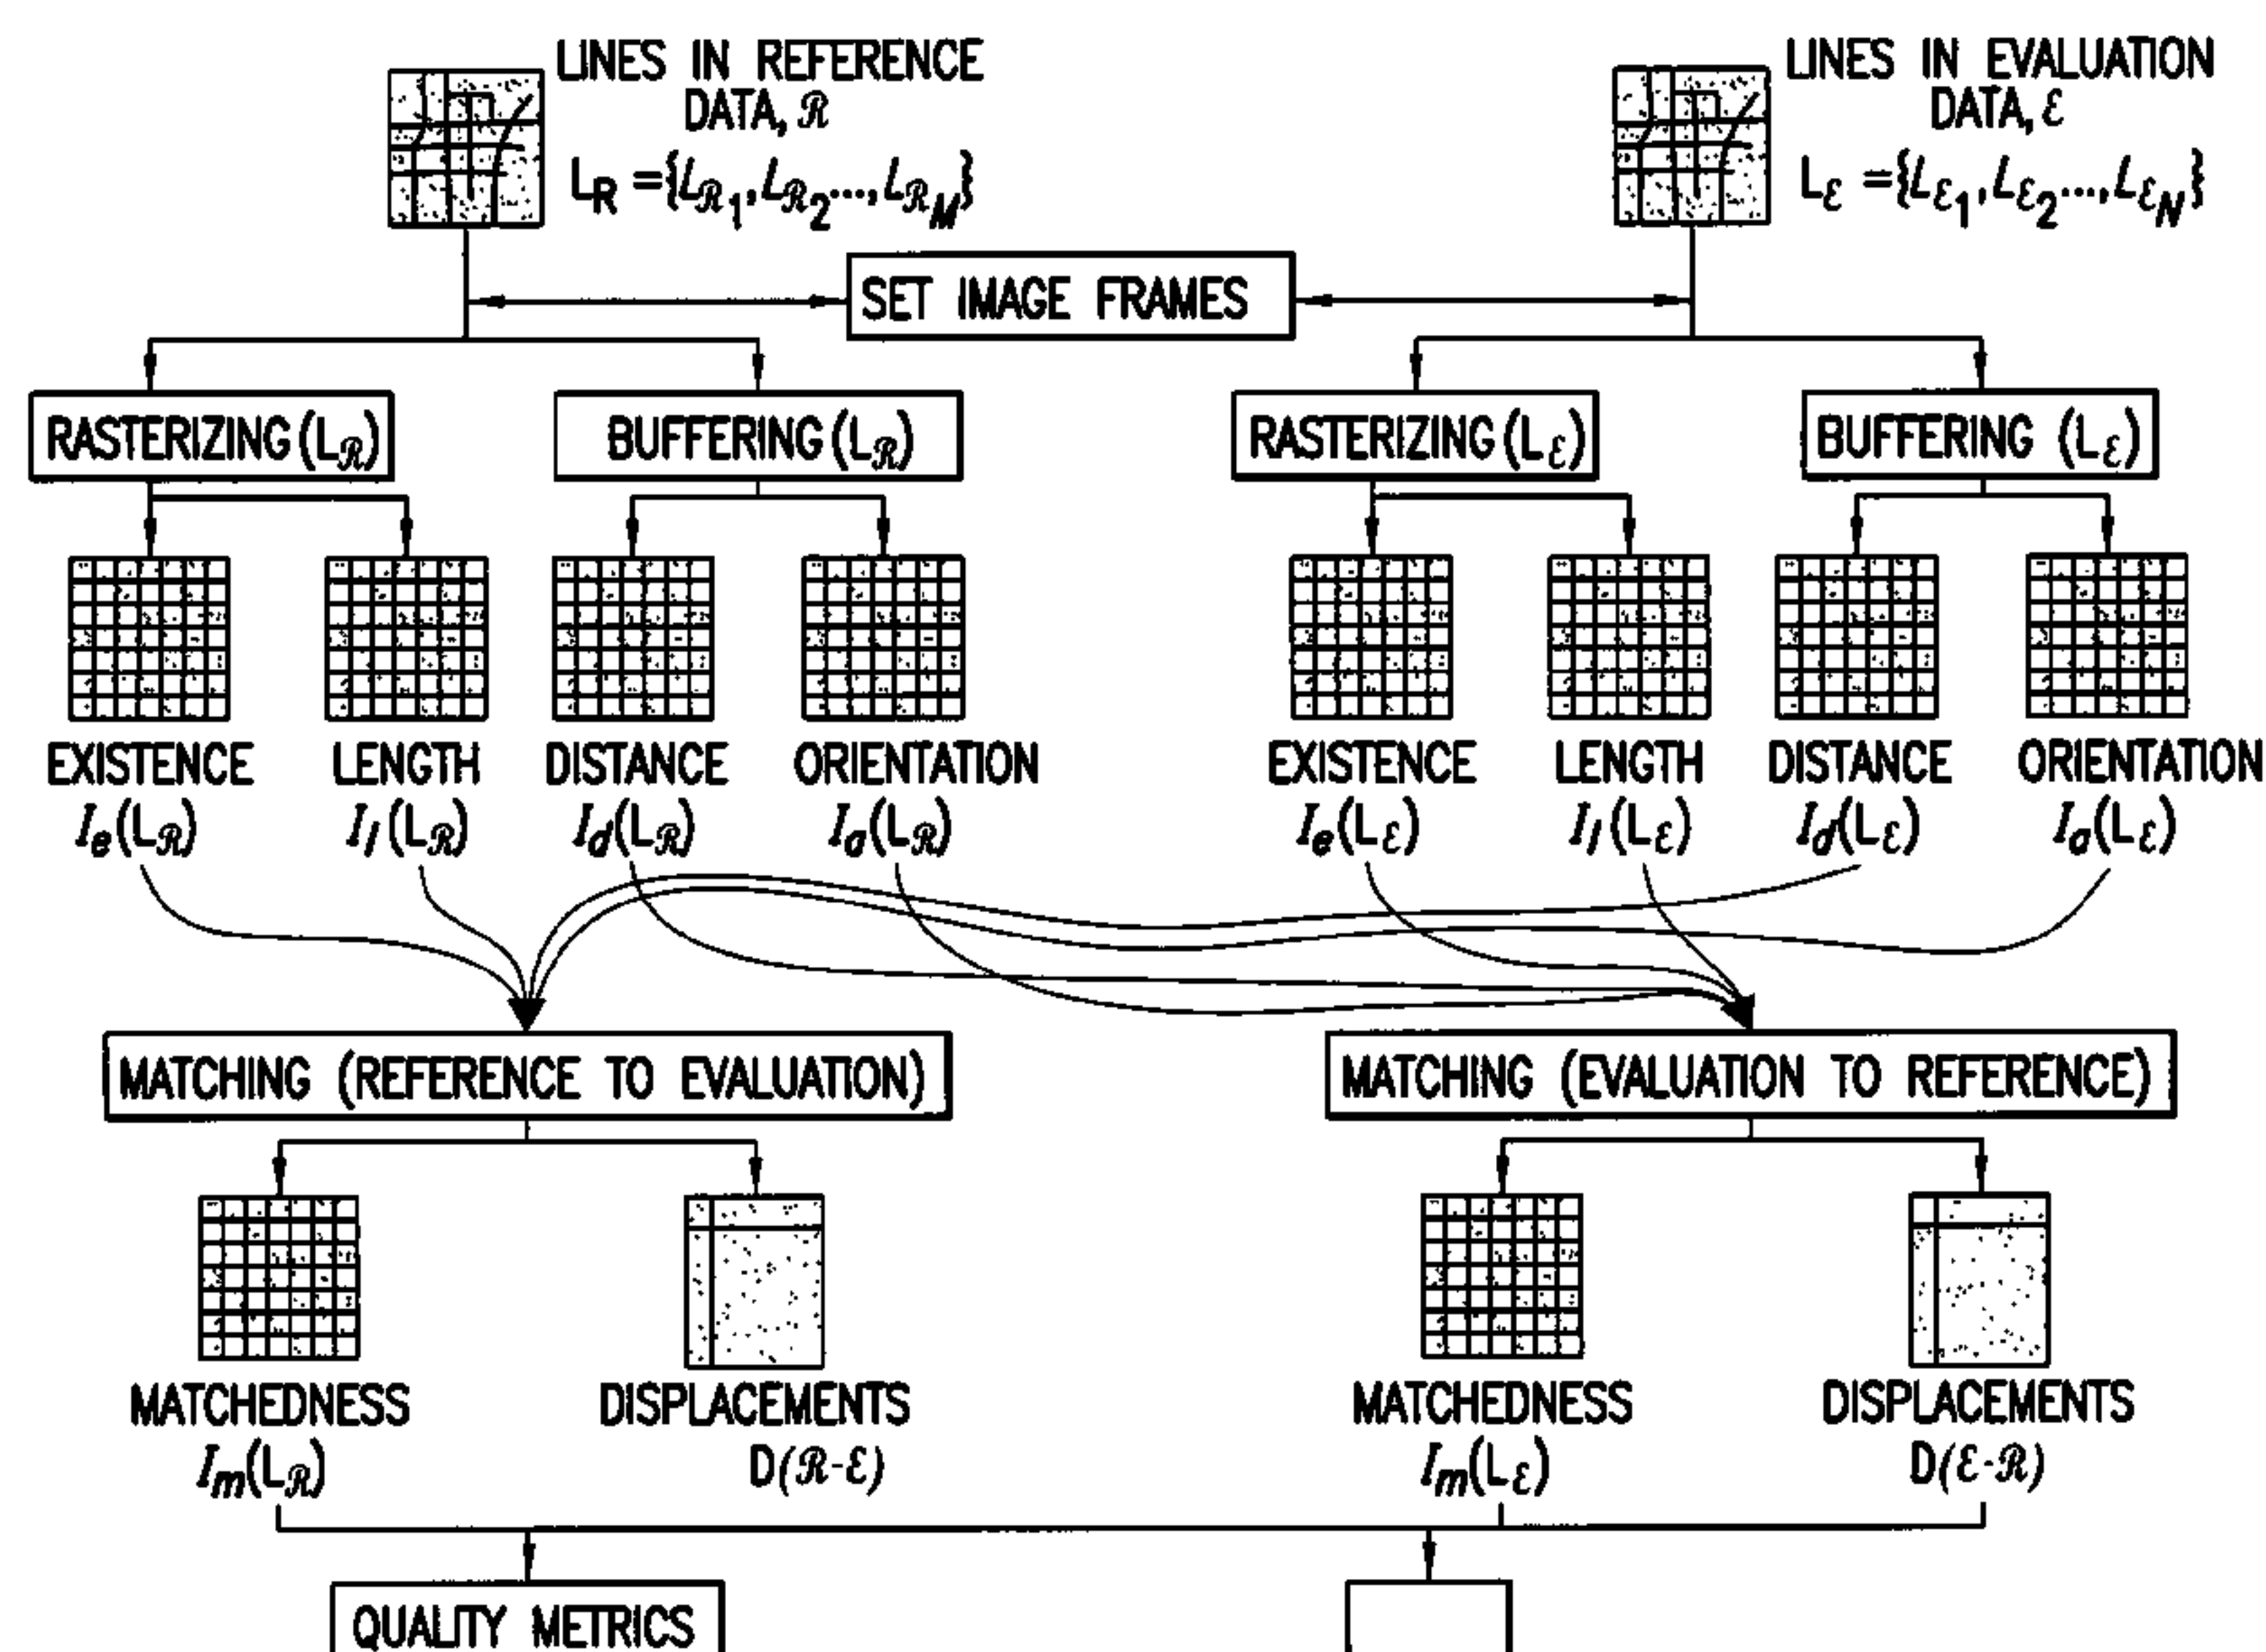 LINES IN REFERENCE
DATA, ℛ
L_R ={L_ℛ1, L_ℛ2...., L_ℛM}
LINES IN EVALUATION
DATA, ℰ
L_ℰ ={L_ℰ1, L_ℰ2...., L_ℰN}
SET IMAGE FRAMES
RASTERIZING (L_ℛ)
BUFFERING (L_ℛ)
RASTERIZING (L_ℰ)
BUFFERING (L_ℰ)
EXISTENCE
I_e(L_ℛ)
LENGTH
I_l(L_ℛ)
DISTANCE
I_d(L_ℛ)
ORIENTATION
I_a(L_ℛ)
EXISTENCE
I_e(L_ℰ)
LENGTH
I_l(L_ℰ)
DISTANCE
I_d(L_ℰ)
ORIENTATION
I_a(L_ℰ)
MATCHING (REFERENCE TO EVALUATION)
MATCHING (EVALUATION TO REFERENCE)
MATCHEDNESS
I_m(L_ℛ)
DISPLACEMENTS
D(ℛ-ℰ)
MATCHEDNESS
I_m(L_ℰ)
DISPLACEMENTS
D(ℰ-ℛ)
QUALITY METRICS